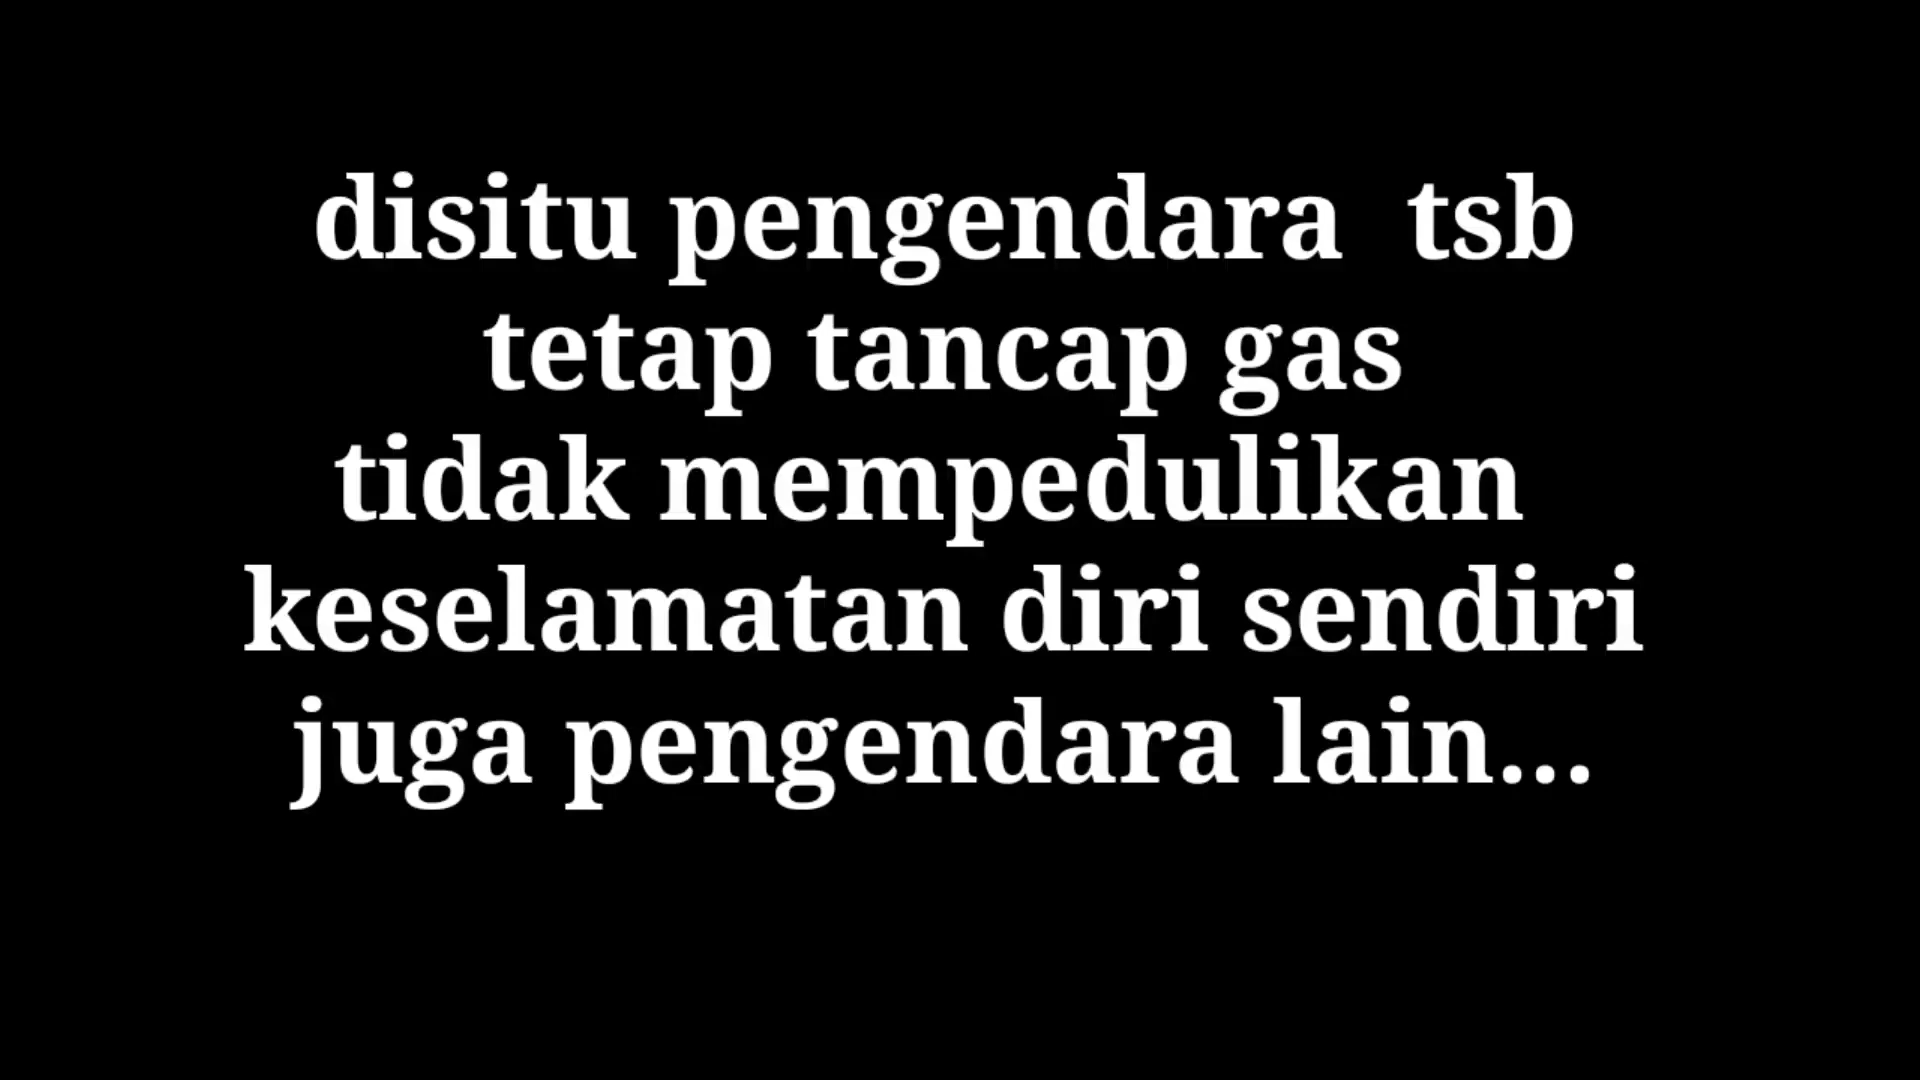 disitu pengendara  tsb
tetap tancap gas
tidak mempedulikan
keselamatan diri sendiri
juga pengendara lain...